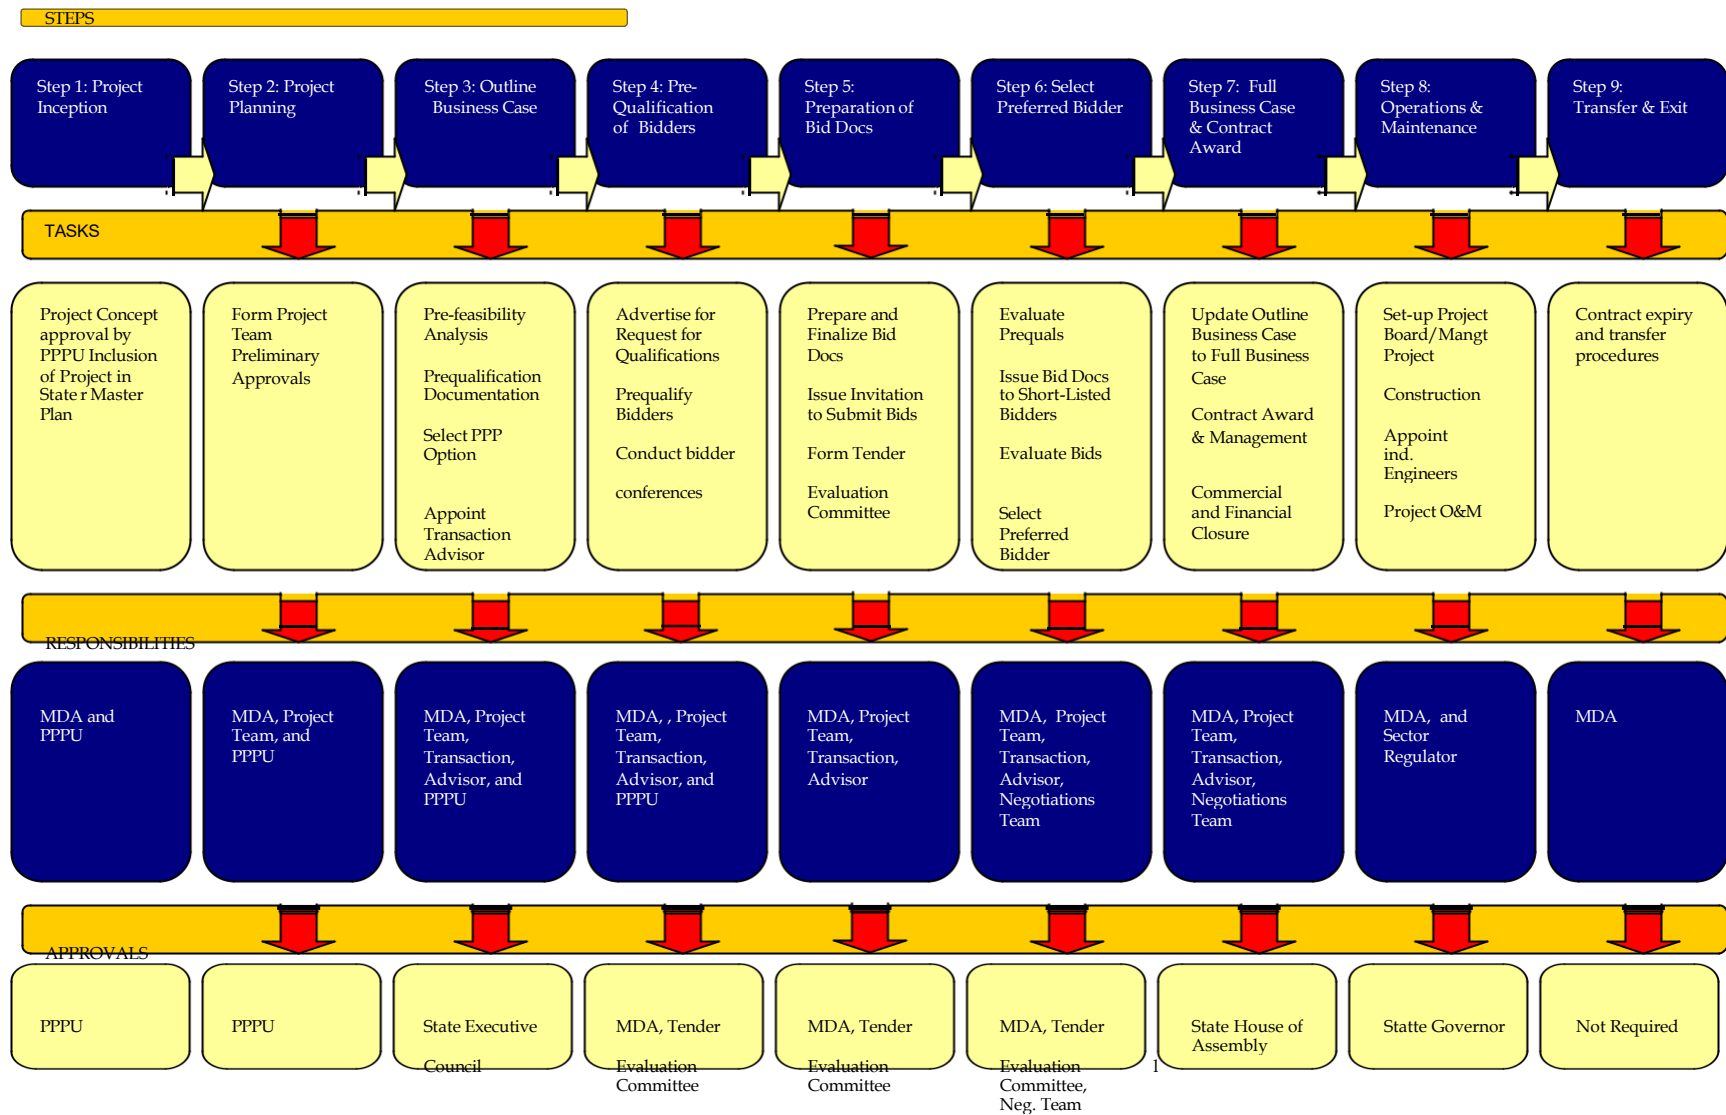 STEPS
Step 1: Project
Inception
Step 2: Project
Planning
Step 3: Outline
Business Case
Step 4: Pre-
Qualification
of Bidders
Step 5:
Preparation of
Bid Docs
Step 6: Select
Preferred Bidder
Step 7: Full
Business Case
& Contract
Award
Step 8:
Operations &
Maintenance
Step 9:
Transfer & Exit
TASKS
Project Concept
approval by
PPPU Inclusion
of Project in
State r Master
Plan
Form Project
Team
Preliminary
Approvals
Pre-feasibility
Analysis
Prequalification
Documentation
Select PPP
Option
Appoint
Transaction
Advisor
Advertise for
Request for
Qualifications
Prequalify
Bidders
Conduct bidder
conferences
Prepare and
Finalize Bid
Docs
Issue Invitation
to Submit Bids
Form Tender
Evaluation
Committee
Evaluate
Prequals
Issue Bid Docs
to Short-Listed
Bidders
Evaluate Bids
Select
Preferred
Bidder
Update Outline
Business Case
to Full Business
Case
Contract Award
& Management
Commercial
and Financial
Closure
Set-up Project
Board/Mangt
Project
Construction
Appoint
ind.
Engineers
Project O&M
Contract expiry
and transfer
procedures
RESPONSIBILITIES
MDA and
PPPU
MDA, Project
Team, and
PPPU
MDA, Project
Team,
Transaction,
Advisor, and
PPPU
MDA, , Project
Team,
Transaction,
Advisor, and
PPPU
MDA, Project
Team,
Transaction,
Advisor
MDA, Project
Team,
Transaction,
Advisor,
Negotiations
Team
MDA, Project
Team,
Transaction,
Advisor,
Negotiations
Team
MDA, and
Sector
Regulator
MDA
APPROVALS
PPPU
PPPU
State Executive
Council
MDA, Tender
Evaluation
Committee
MDA, Tender
Evaluation
Committee
MDA, Tender
Evaluation
Committee,
Neg. Team
State House of
Assembly
Statte Governor
Not Required
1